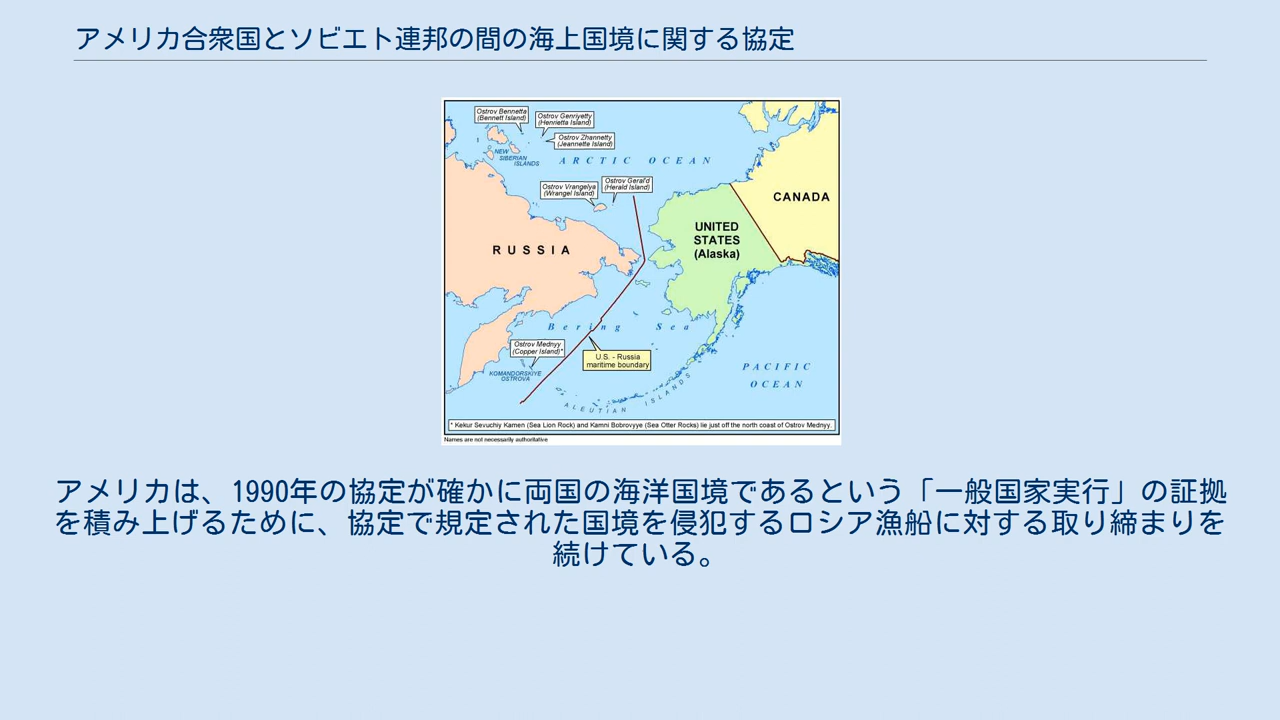 アメリカ合衆国とソビエト連邦の間の海上国境に関する協定
Ostrov Bennetta
(Bennett Island)
Ostrov Genriyetty
(Henrietta Island)
Ostrov Zhannetty
(Jeannette Island)
NEW
SIBERIAN
ISLANDS
ARCTIC OCEAN
Ostrov Vrangelya
(Wrangel Island)
Ostrov Geral'd
(Herald Island)
CANADA
UNITED
STATES
(Alaska)
RUSSIA
Bering Sea
Ostrov Mednyy
(Copper Island)*
U.S. - Russia
maritime boundary
KOMANDORSKIYE
OSTROVA
PACIFIC
OCEAN
ALEUTIAN ISLANDS
* Kekur Sevuchiy Kamen (Sea Lion Rock) and Kamni Bobrovyye (Sea Otter Rocks) lie just off the north coast of Ostrov Mednyy.
Names are not necessarily authoritative
アメリカは、1990年の協定が確かに両国の海洋国境であるという「一般国家実行」の証拠
を積み上げるために、協定で規定された国境を侵犯するロシア漁船に対する取り締まりを
続けている。